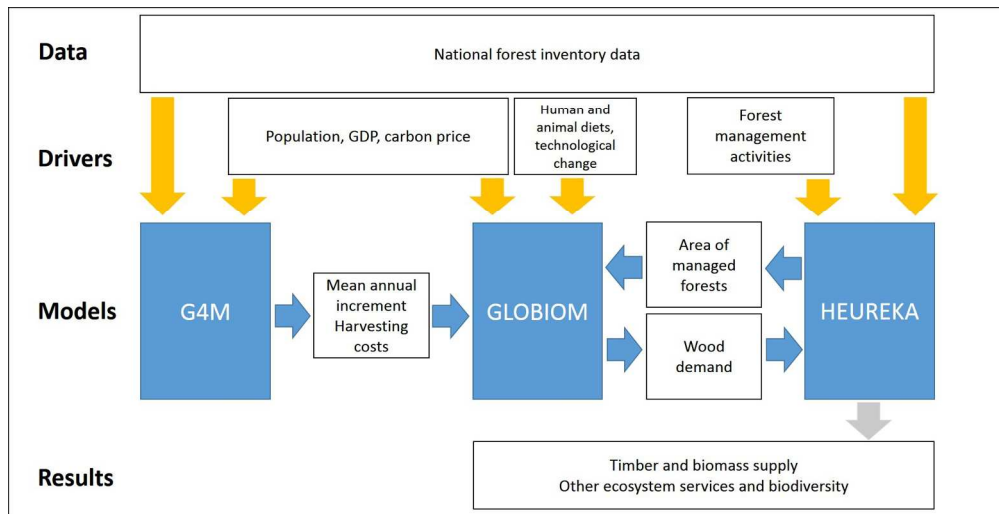 Data
National forest inventory data
Drivers
Population, GDP, carbon price
Human and
animal diets,
technological
change
Forest
management
activities
Models
G4M
Mean annual
increment
Harvesting
costs
GLOBIOM
Area of
managed
forests
Wood
demand
HEUREKA
Results
Timber and biomass supply
Other ecosystem services and biodiversity